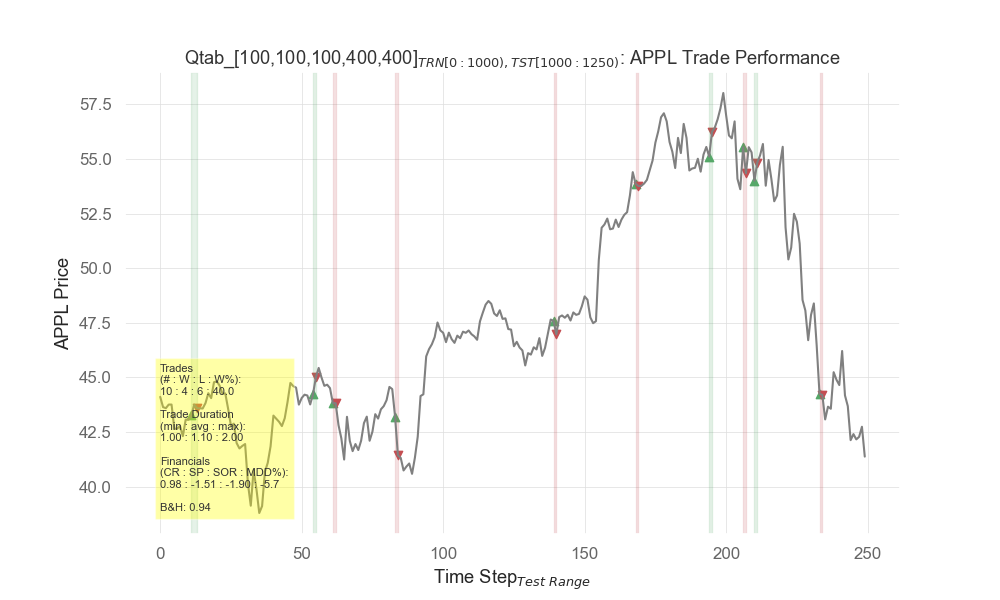 Qtab_[100,100,100,400,400]TRN[0 : 1000), TST[1000 : 1250): APPL Trade Performance
57.5
55.0
52.5
50.0
47.5
45.0
42.5
40.0
APPL Price
Trades
(# : W : L : W%):
10 : 4 : 6 : 40.0
Trade Duration
(min : avg : max):
1.00 : 1.10 : 2.00
Financials
(CR : SP : SOR : MDD%):
0.98 : -1.51 : -1.90 : -5.7
B&H: 0.94
0 50 100 150 200 250
Time Step Test Range